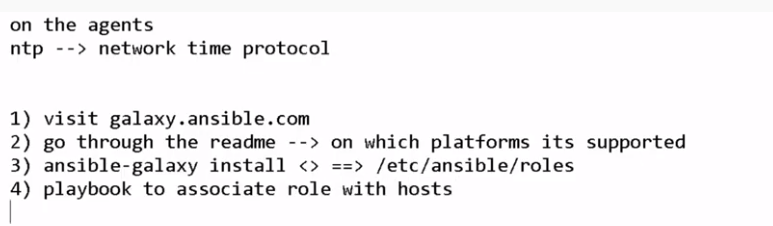 on the agents
ntp --> network time protocol
1) visit galaxy.ansible.com
2) go through the readme --> on which platforms its supported
3) ansible-galaxy install <> ==> /etc/ansible/roles
4) playbook to associate role with hosts